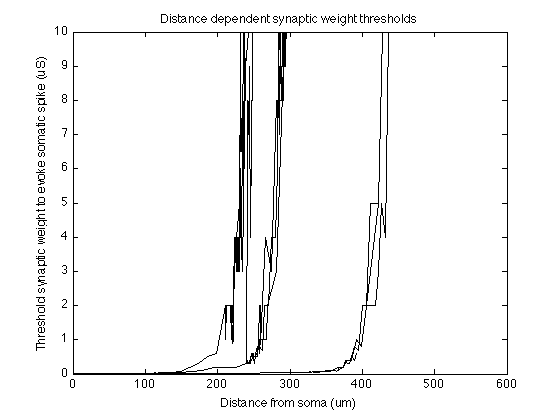 Distance dependent synaptic weight thresholds
10
9
8
7
6
5
4
3
2
1
0
Threshold synaptic weight to evoke somatic spike (uS)
0 100 200 300 400 500 600
Distance from soma (um)